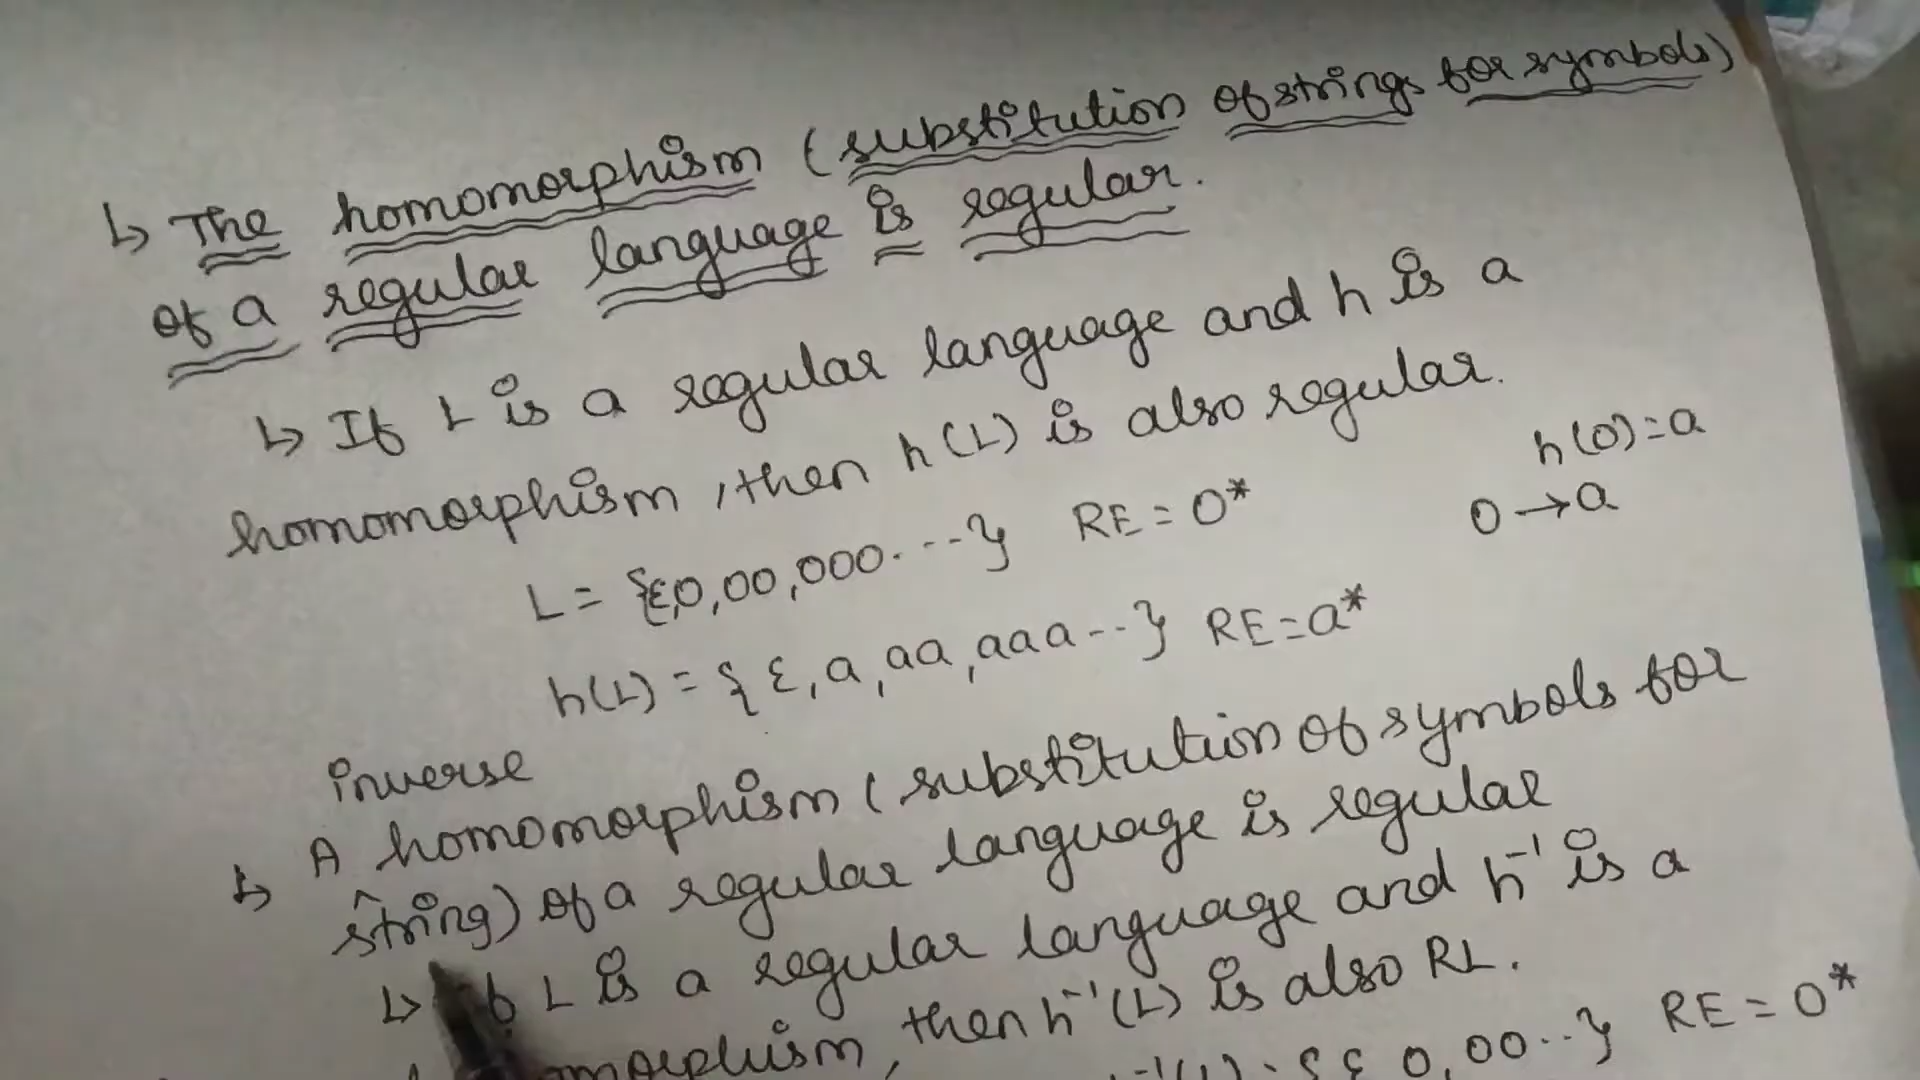 ↳ The homomorphism (substitution of strings for symbols)
of a regular language is regular.
↳ If L is a regular language and h is a
homomorphism, then h(L) is also regular.
h(0)=a
L = {ε,0,00,000....} RE = 0*
0→a
h(L) = { ε, a, aa, aaa...} RE=a*
inverse
↳ A homomorphism (substitution of symbols for
string) of a regular language is regular
↳ L is a regular language and h⁻¹ is a
then h⁻¹(L) is also RL.
0, 00..} RE = 0*